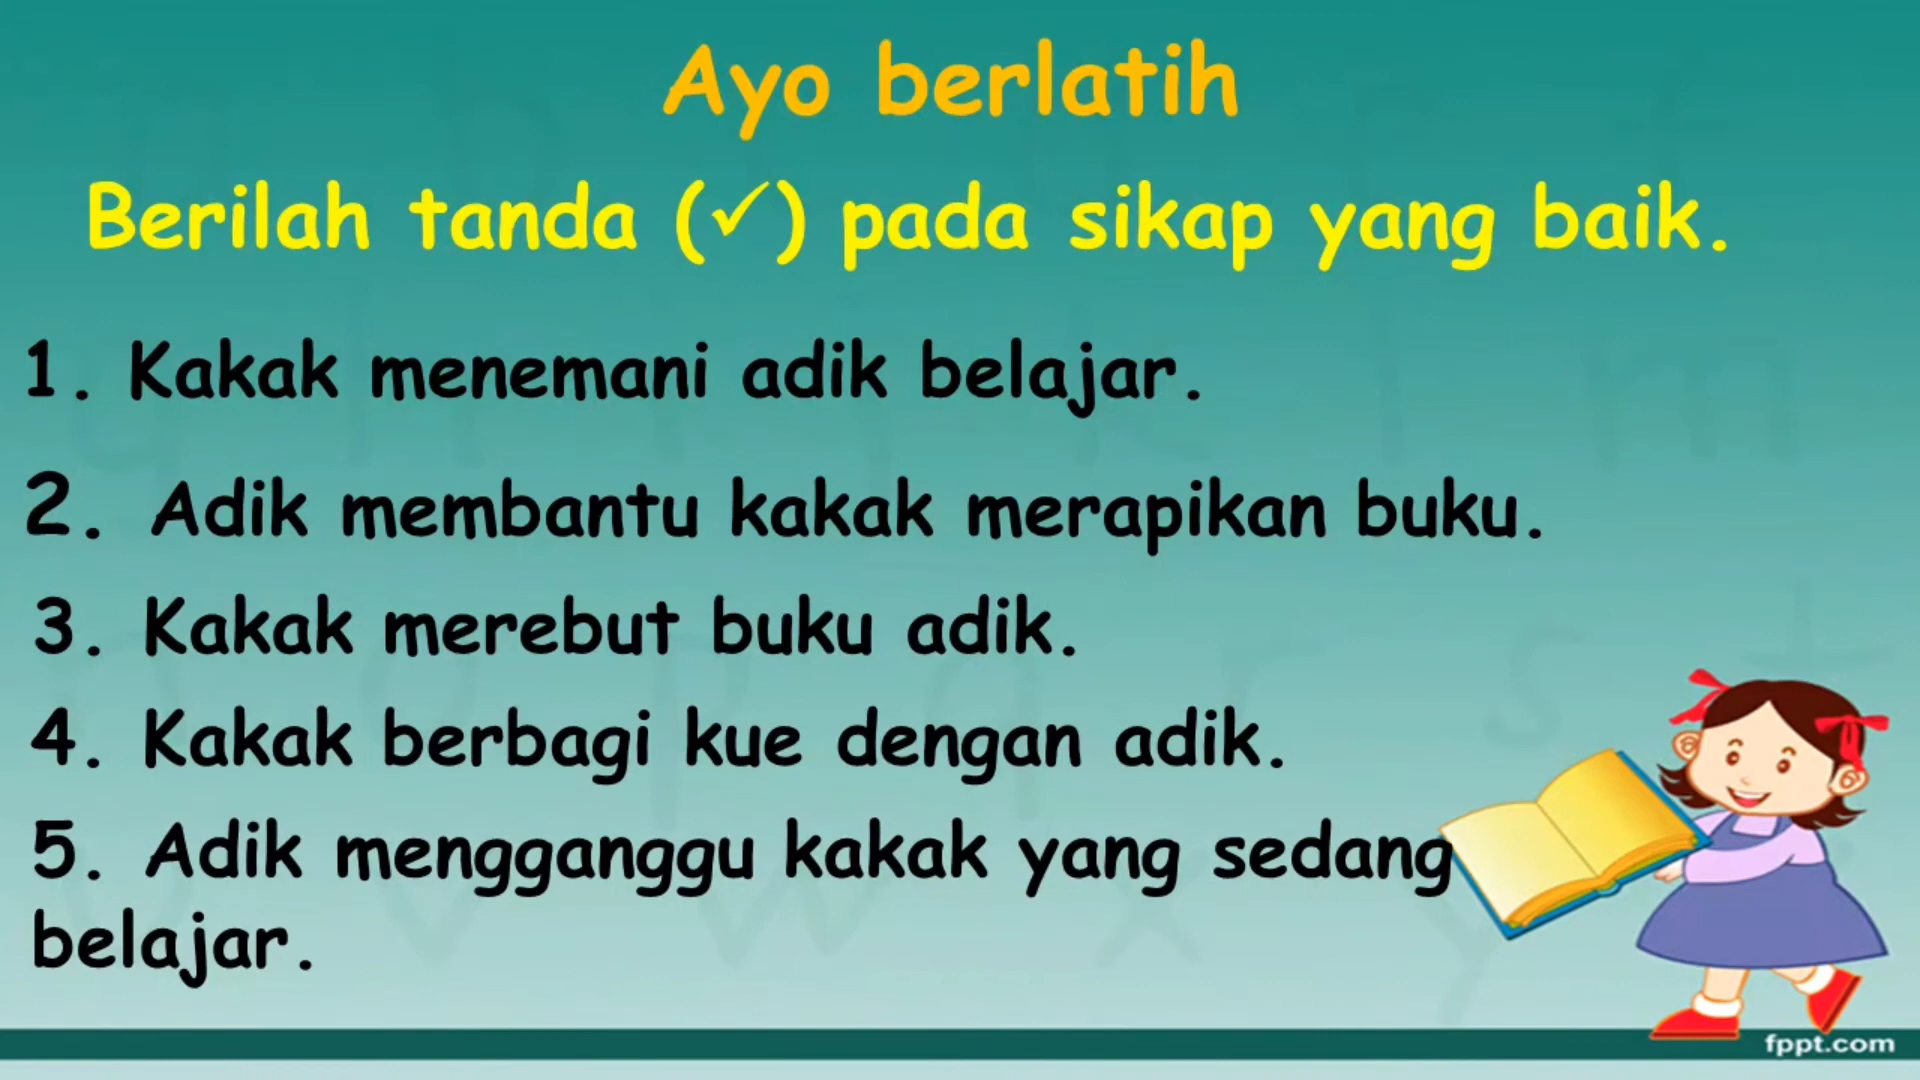 Ayo berlatih
Berilah tanda (✓) pada sikap yang baik.
1. Kakak menemani adik belajar.
2. Adik membantu kakak merapikan buku.
3. Kakak merebut buku adik.
4. Kakak berbagi kue dengan adik.
5. Adik mengganggu kakak yang sedang
belajar.
fppt.com